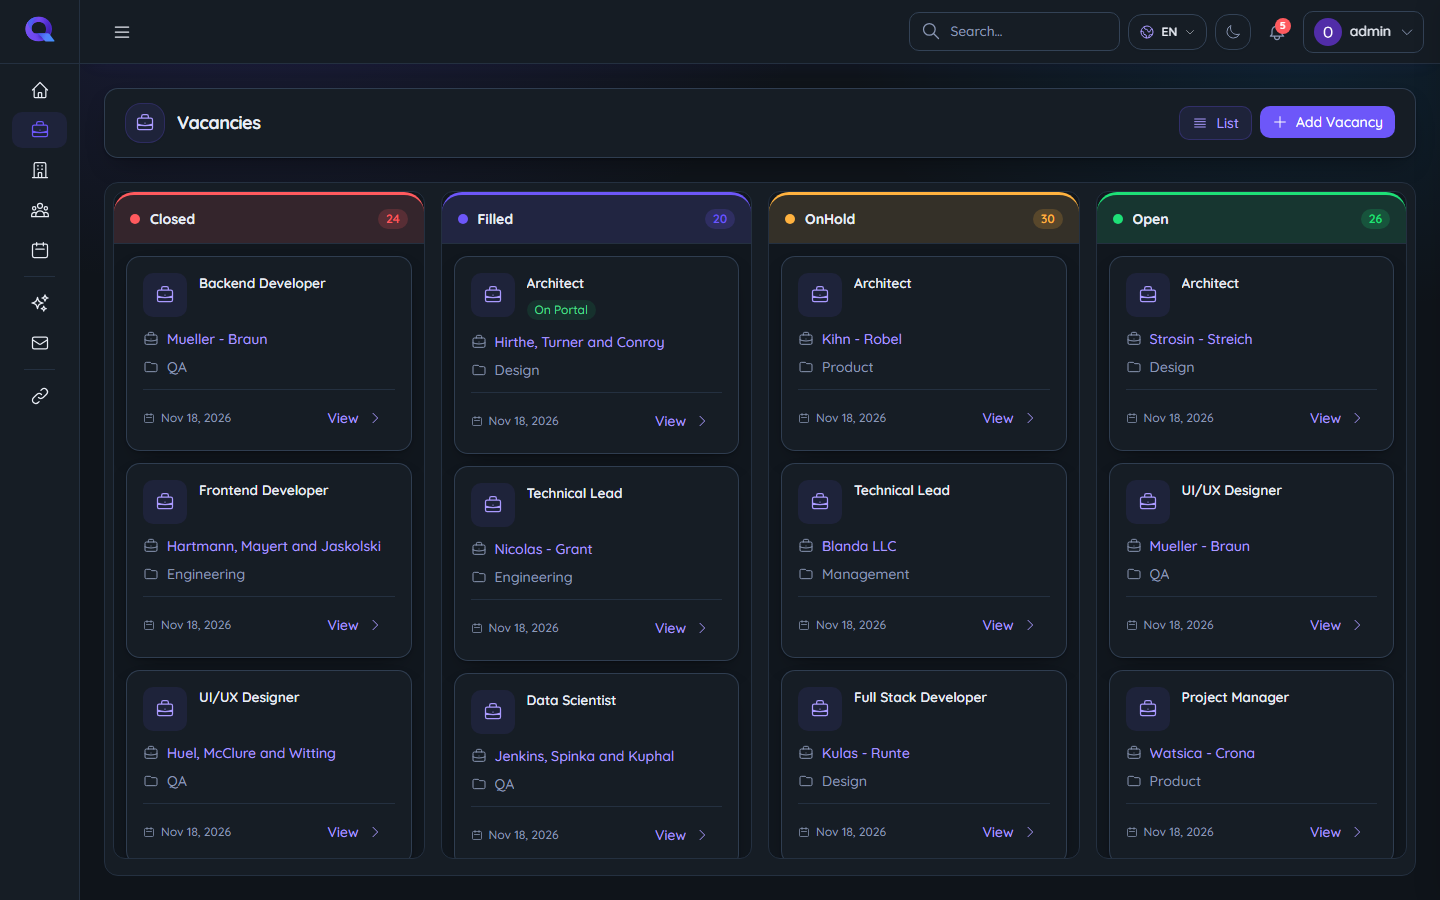 Search...
EN
5
O
admin
Vacancies
List
Add Vacancy
Closed
24
Backend Developer
Mueller - Braun
QA
Nov 18, 2026
View
Frontend Developer
Hartmann, Mayert and Jaskolski
Engineering
Nov 18, 2026
View
UI/UX Designer
Huel, McClure and Witting
QA
Nov 18, 2026
View
Filled
20
Architect
On Portal
Hirthe, Turner and Conroy
Design
Nov 18, 2026
View
Technical Lead
Nicolas - Grant
Engineering
Nov 18, 2026
View
Data Scientist
Jenkins, Spinka and Kuphal
QA
Nov 18, 2026
View
OnHold
30
Architect
Kihn - Robel
Product
Nov 18, 2026
View
Technical Lead
Blanda LLC
Management
Nov 18, 2026
View
Full Stack Developer
Kulas - Runte
Design
Nov 18, 2026
View
Open
26
Architect
Strosin - Streich
Design
Nov 18, 2026
View
UI/UX Designer
Mueller - Braun
QA
Nov 18, 2026
View
Project Manager
Watsica - Crona
Product
Nov 18, 2026
View